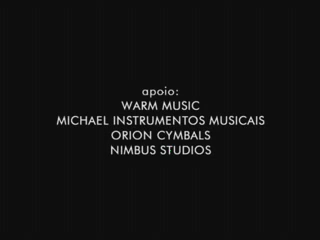 apoio:
WARM MUSIC
MICHAEL INSTRUMENTOS MUSICAIS
ORION CYMBALS
NIMBUS STUDIOS